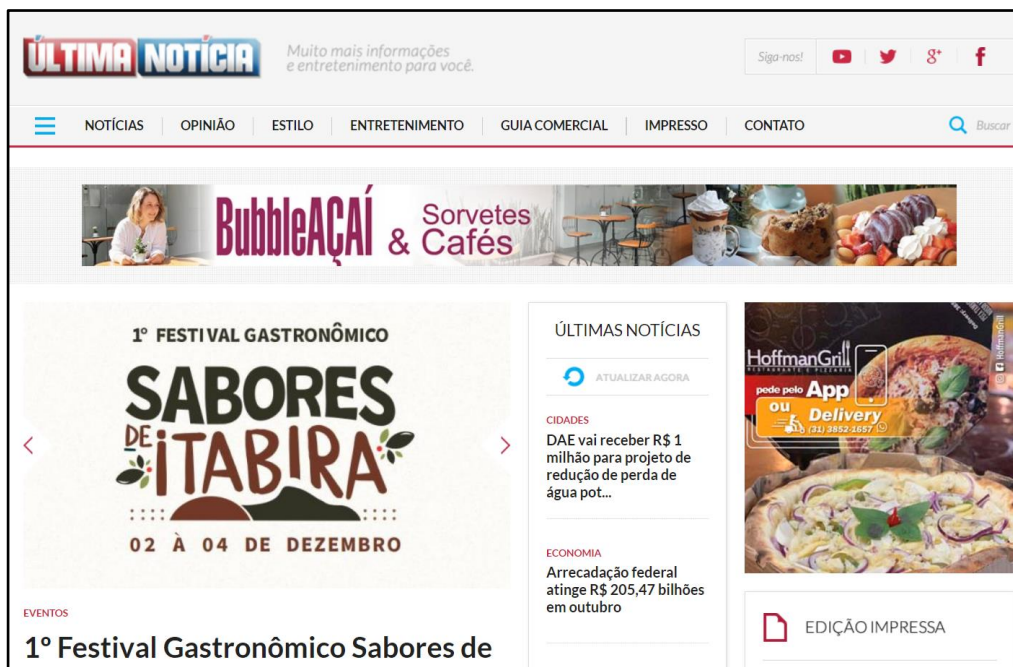 ÚLTIMA NOTÍCIA
Muito mais informações
e entretenimento para você.
Siga-nos!
8+
f
NOTÍCIAS
OPINIÃO
ESTILO
ENTRETENIMENTO
GUIA COMERCIAL
IMPRESSO
CONTATO
Buscar
BubbleAÇAÍ & Sorvetes
& Cafés
1º FESTIVAL GASTRONÔMICO
SABORES
DE ITABIRA
02 À 04 DE DEZEMBRO
EVENTOS
1º Festival Gastronômico Sabores de
ÚLTIMAS NOTÍCIAS
ATUALIZAR AGORA
CIDADES
DAE vai receber R$ 1
milhão para projeto de
redução de perda de
água pot...
ECONOMIA
Arrecadação federal
atinge R$ 205,47 bilhões
em outubro
HoffmanGrill
RESTAURANTE E PIZZARIA
pede pelo App
ou Delivery
(31) 3852-1657
HoffmanGrill
EDIÇÃO IMPRESSA